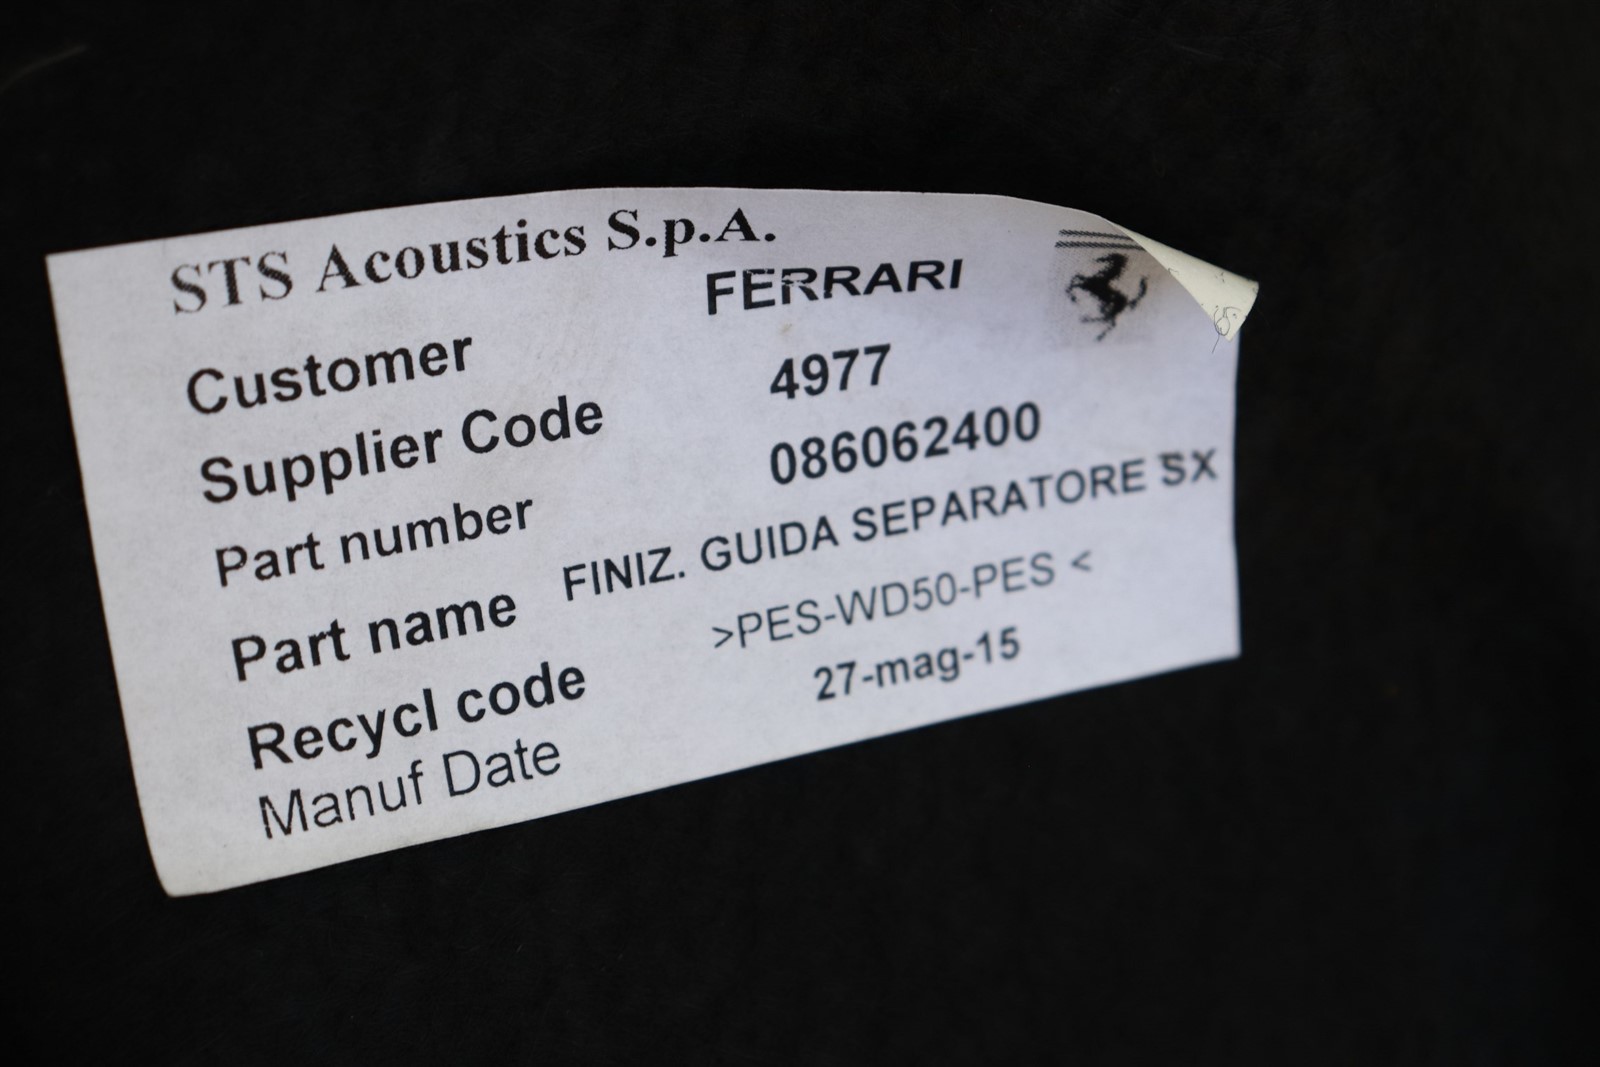 STS Acoustics S.p.A.
Customer FERRARI
Supplier Code 4977
Part number 086062400
Part name FINIZ. GUIDA SEPARATORE SX
Recycl code >PES-WD50-PES <
Manuf Date 27-mag-15